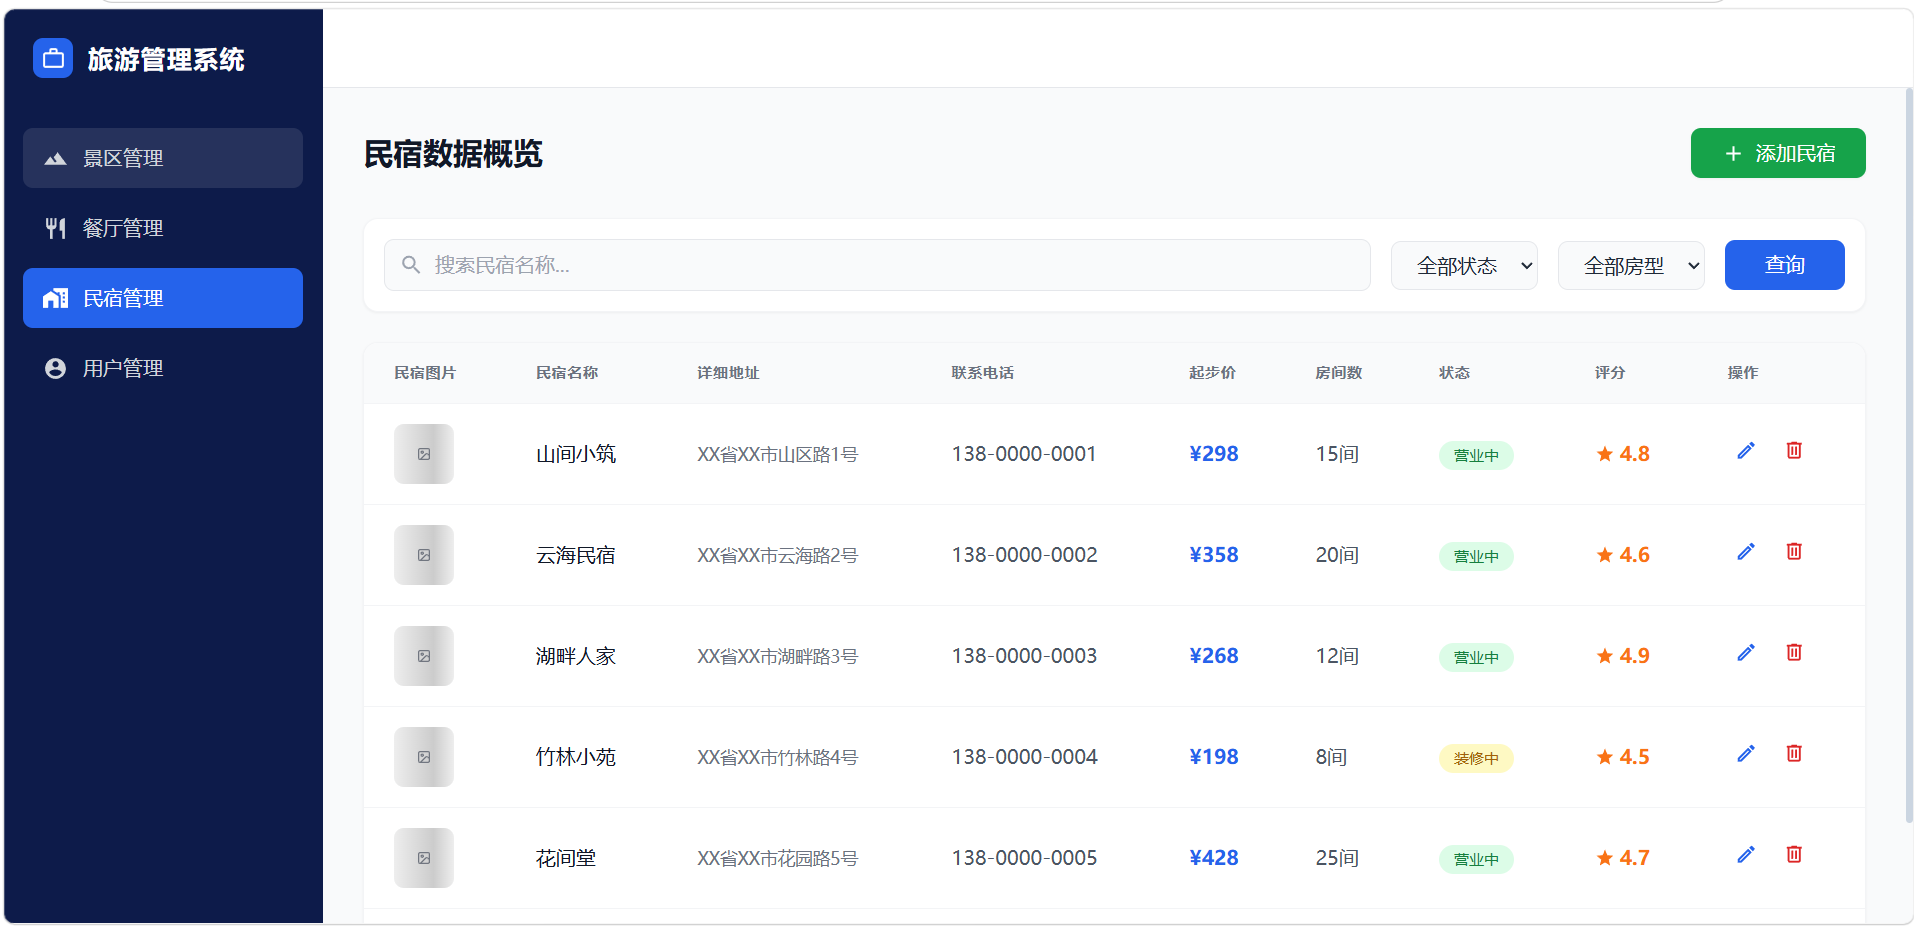 旅游管理系统
景区管理
餐厅管理
民宿管理
用户管理
民宿数据概览
添加民宿
搜索民宿名称...
全部状态
全部房型
查询
民宿图片 民宿名称 详细地址 联系电话 起步价 房间数 状态 评分 操作
山间小筑 XX省XX市山区路1号 138-0000-0001 ¥298 15间 营业中 ★ 4.8
云海民宿 XX省XX市云海路2号 138-0000-0002 ¥358 20间 营业中 ★ 4.6
湖畔人家 XX省XX市湖畔路3号 138-0000-0003 ¥268 12间 营业中 ★ 4.9
竹林小苑 XX省XX市竹林路4号 138-0000-0004 ¥198 8间 装修中 ★ 4.5
花间堂 XX省XX市花园路5号 138-0000-0005 ¥428 25间 营业中 ★ 4.7